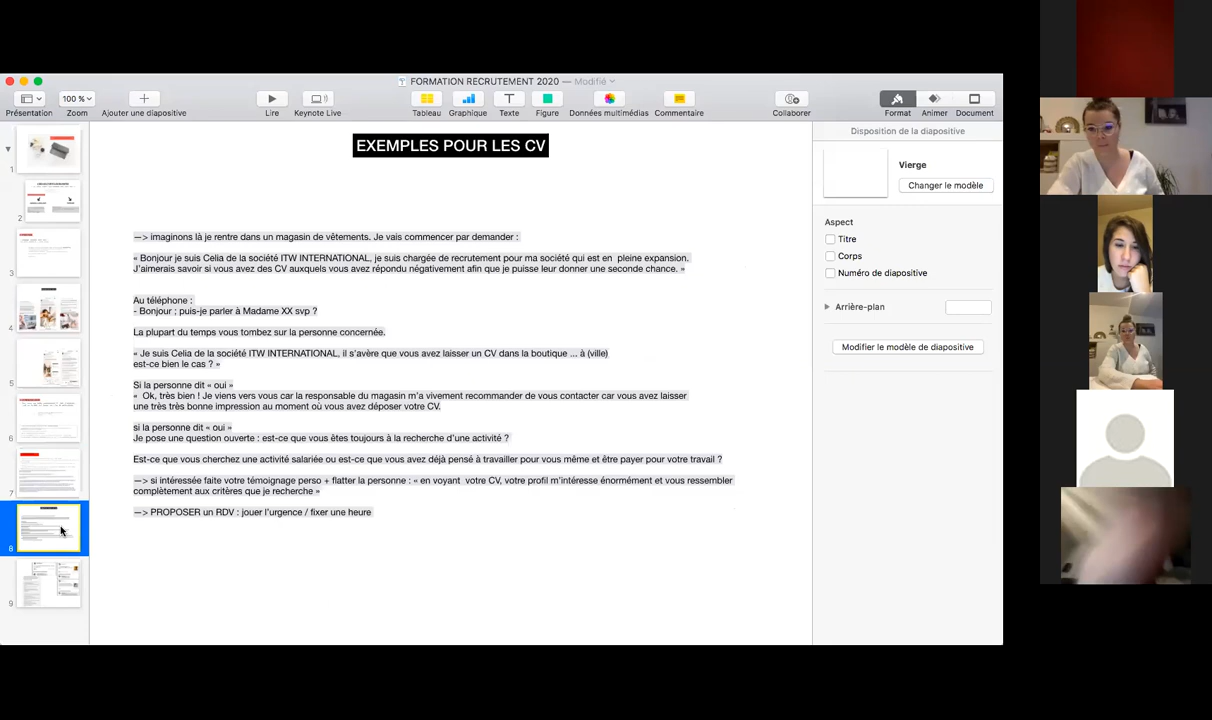 FORMATION RECRUTEMENT 2020 — Modifié
100 %
Présentation
Zoom
Ajouter une diapositive
Lire
Keynote Live
Tableau
Graphique
Texte
Figure
Données multimédias
Commentaire
Collaborer
Format
Animer
Document
EXEMPLES POUR LES CV
—> imaginons là je rentre dans un magasin de vêtements. Je vais commencer par demander :
« Bonjour je suis Celia de la société ITW INTERNATIONAL, je suis chargée de recrutement pour ma société qui est en pleine expansion.
J'aimerais savoir si vous avez des CV auxquels vous avez répondu négativement afin que je puisse leur donner une seconde chance. »
Au téléphone :
- Bonjour ; puis-je parler à Madame XX svp ?
La plupart du temps vous tombez sur la personne concernée.
« Je suis Celia de la société ITW INTERNATIONAL, il s'avère que vous avez laisser un CV dans la boutique ... à (ville)
est-ce bien le cas ? »
Si la personne dit « oui »
« Ok, très bien ! Je viens vers vous car la responsable du magasin m'a vivement recommander de vous contacter car vous avez laisser
une très très bonne impression au moment où vous avez déposer votre CV.
si la personne dit « oui »
Je pose une question ouverte : est-ce que vous êtes toujours à la recherche d'une activité ?
Est-ce que vous cherchez une activité salariée ou est-ce que vous avez déjà pensé à travailler pour vous même et être payer pour votre travail ?
—> si intéressée faite votre témoignage perso + flatter la personne : « en voyant votre CV, votre profil m'intéresse énormément et vous ressembler
complètement aux critères que je recherche »
—> PROPOSER un RDV : jouer l'urgence / fixer une heure
Disposition de la diapositive
Vierge
Changer le modèle
Aspect
Titre
Corps
Numéro de diapositive
Arrière-plan
Modifier le modèle de diapositive
1
2
3
4
5
6
7
8
9